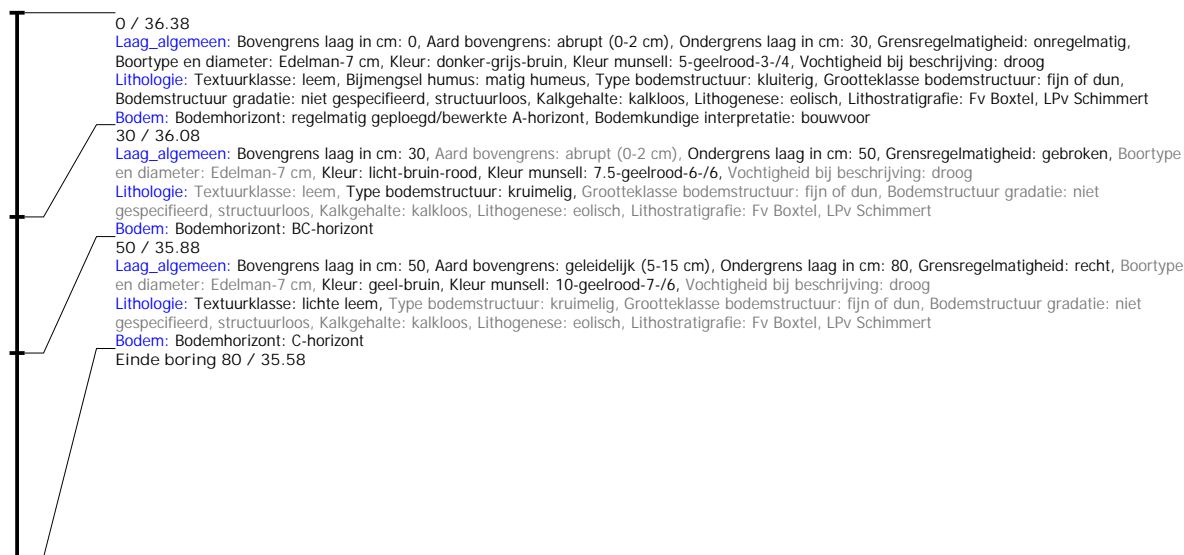 0 / 36.38
Laag_algemeen: Bovengrens laag in cm: 0, Aard bovengrens: abrupt (0-2 cm), Ondergrens laag in cm: 30, Grensregelmatigheid: onregelmatig,
Boortype en diameter: Edelman-7 cm, Kleur: donker-grijs-bruin, Kleur munsell: 5-geelrood-3-/4, Vochtigheid bij beschrijving: droog
Lithologie: Textuurklasse: leem, Bijmengsel humus: matig humeus, Type bodemstructuur: kluiterig, Grootteklasse bodemstructuur: fijn of dun,
Bodemstructuur gradatie: niet gespecifieerd, structuurloos, Kalkgehalte: kalkloos, Lithogenese: eolisch, Lithostratigrafie: Fv Boxtel, LPv Schimmert
Bodem: Bodemhorizont: regelmatig geploegd/bewerkte A-horizont, Bodemkundige interpretatie: bouwvoor
30 / 36.08
Laag_algemeen: Bovengrens laag in cm: 30, Aard bovengrens: abrupt (0-2 cm), Ondergrens laag in cm: 50, Grensregelmatigheid: gebroken, Boortype
en diameter: Edelman-7 cm, Kleur: licht-bruin-rood, Kleur munsell: 7.5-geelrood-6-/6, Vochtigheid bij beschrijving: droog
Lithologie: Textuurklasse: leem, Type bodemstructuur: kruimelig, Grootteklasse bodemstructuur: fijn of dun, Bodemstructuur gradatie: niet
gespecifieerd, structuurloos, Kalkgehalte: kalkloos, Lithogenese: eolisch, Lithostratigrafie: Fv Boxtel, LPv Schimmert
Bodem: Bodemhorizont: BC-horizont
50 / 35.88
Laag_algemeen: Bovengrens laag in cm: 50, Aard bovengrens: geleidelijk (5-15 cm), Ondergrens laag in cm: 80, Grensregelmatigheid: recht, Boortype
en diameter: Edelman-7 cm, Kleur: geel-bruin, Kleur munsell: 10-geelrood-7-/6, Vochtigheid bij beschrijving: droog
Lithologie: Textuurklasse: lichte leem, Type bodemstructuur: kruimelig, Grootteklasse bodemstructuur: fijn of dun, Bodemstructuur gradatie: niet
gespecifieerd, structuurloos, Kalkgehalte: kalkloos, Lithogenese: eolisch, Lithostratigrafie: Fv Boxtel, LPv Schimmert
Bodem: Bodemhorizont: C-horizont
Einde boring 80 / 35.58